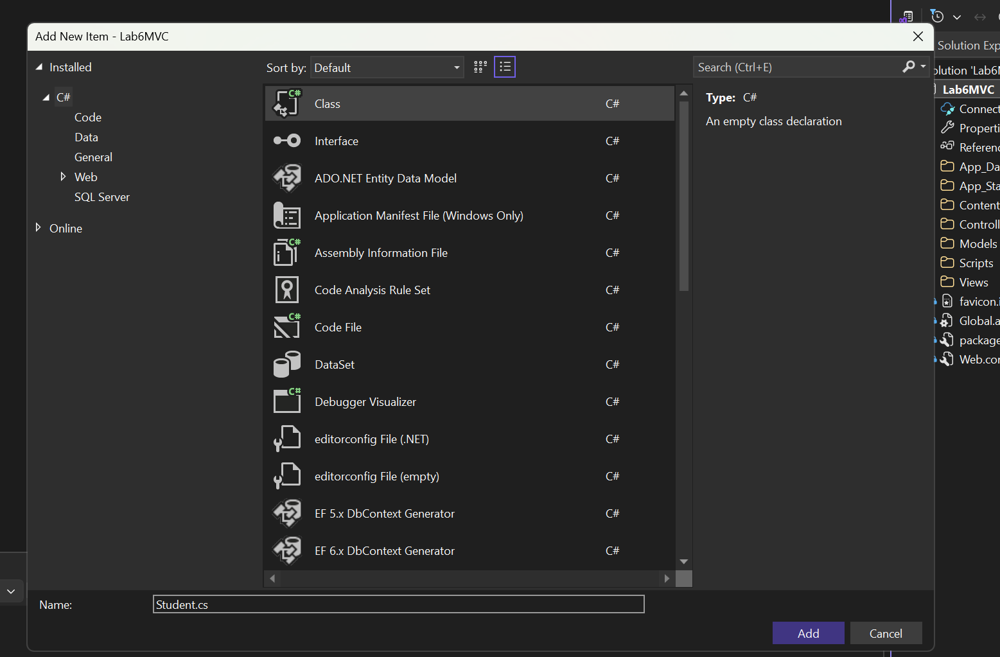 Add New Item - Lab6MVC
Installed
C#
Code
Data
General
Web
SQL Server
Online
Sort by: Default
Search (Ctrl+E)
Class C#
Interface C#
ADO.NET Entity Data Model C#
Application Manifest File (Windows Only) C#
Assembly Information File C#
Code Analysis Rule Set C#
Code File C#
DataSet C#
Debugger Visualizer C#
editorconfig File (.NET) C#
editorconfig File (empty) C#
EF 5.x DbContext Generator C#
EF 6.x DbContext Generator C#
Type: C#
An empty class declaration
Name: Student.cs
Add Cancel
Solution Exp
olution 'Lab6M
Lab6MVC
Connect
Properti
Referenc
App_Da
App_Sta
Content
Controll
Models
Scripts
Views
favicon.i
Global.a
package
Web.cor